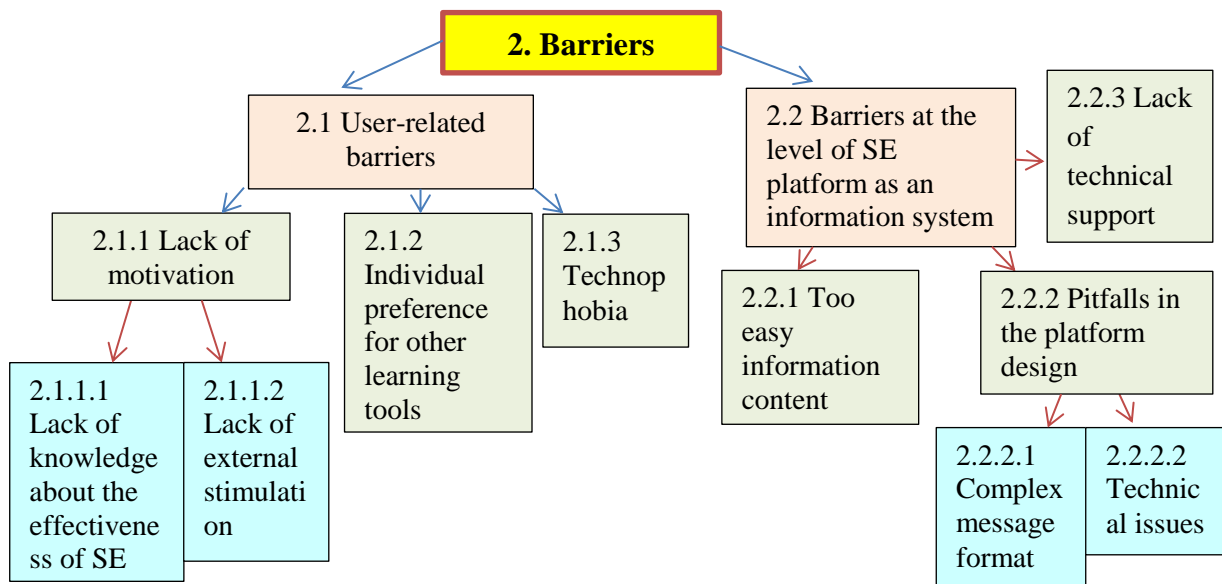 2. Barriers
2.1 User-related
barriers
2.2 Barriers at the
level of SE
platform as an
information system
2.2.3 Lack
of
technical
support
2.1.1 Lack of
motivation
2.1.2
Individual
preference
for other
learning
tools
2.1.3
Technop
hobia
2.2.1 Too
easy
information
content
2.2.2 Pitfalls in
the platform
design
2.1.1.1
Lack of
knowledge
about the
effectivene
ss of SE
2.1.1.2
Lack of
external
stimulati
on
2.2.2.1
Complex
message
format
2.2.2.2
Technic
al issues